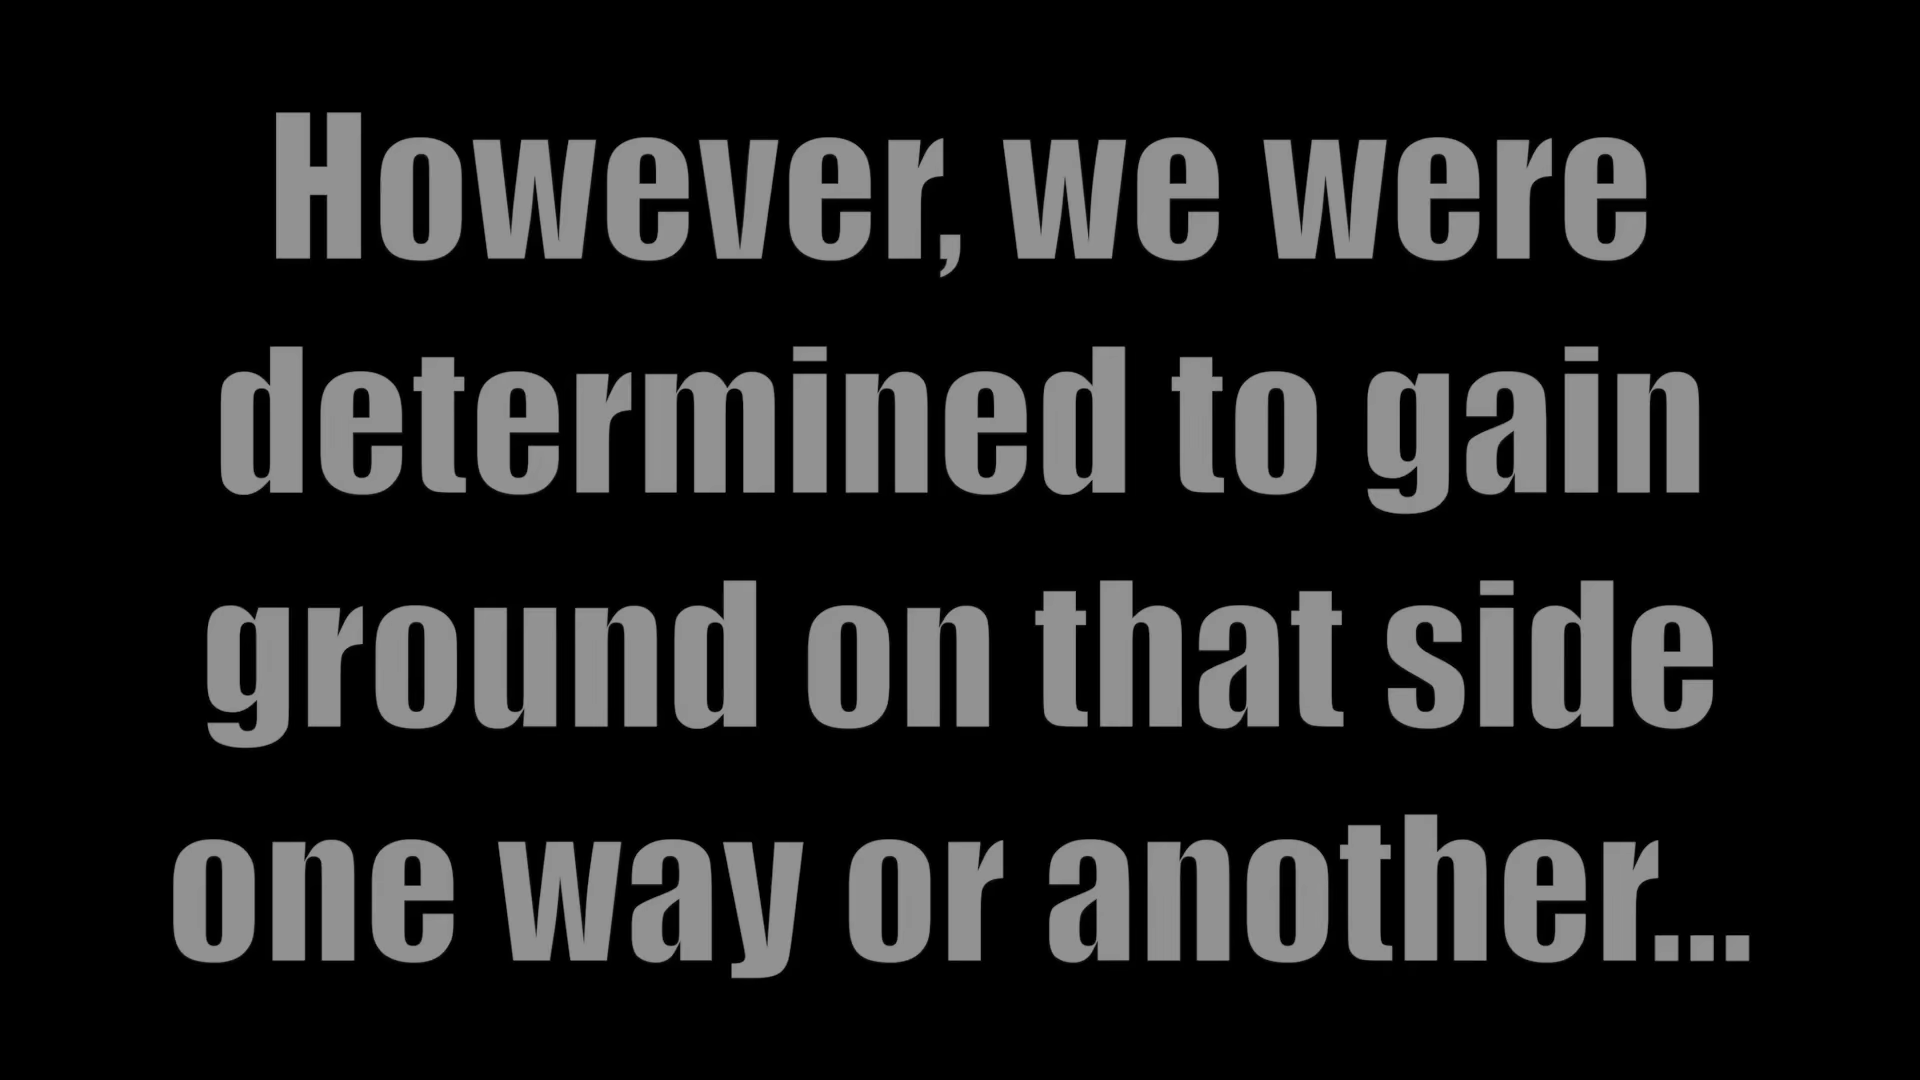 However, we were
determined to gain
ground on that side
one way or another...